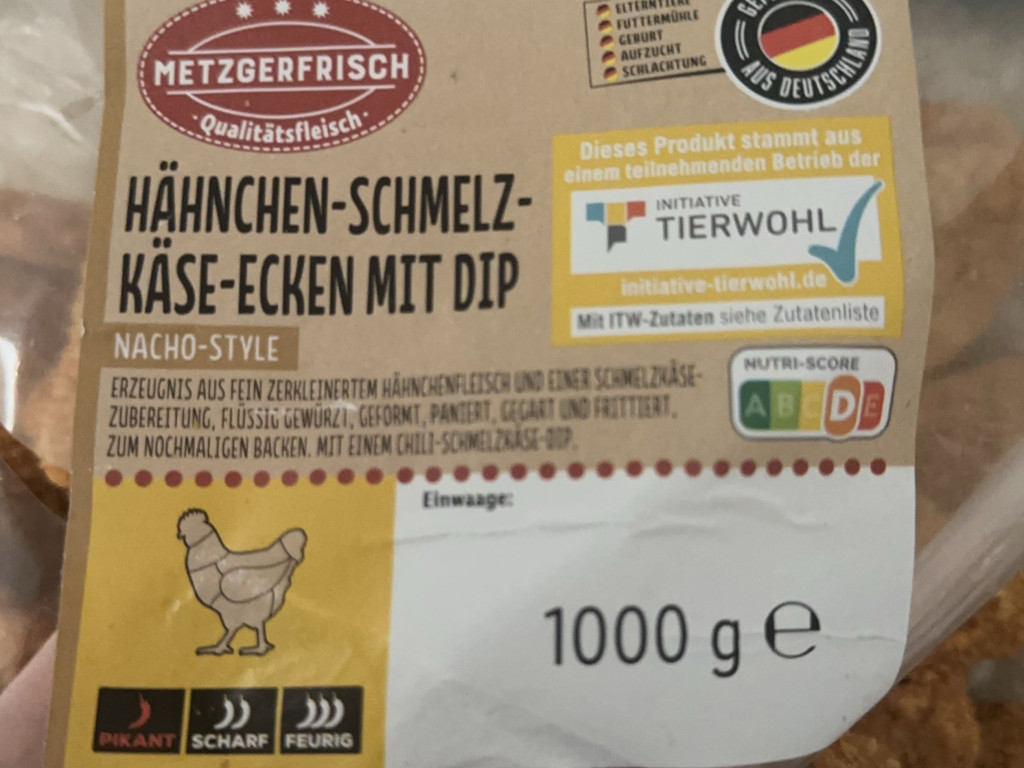 METZGERFRISCH
Qualitätsfleisch
ELTERNTIERE
FUTTERMÜHLE
GEBURT
AUFZUCHT
SCHLACHTUNG
AUS DEUTSCHLAND
HÄHNCHEN-SCHMELZ-
KÄSE-ECKEN MIT DIP
NACHO-STYLE
Dieses Produkt stammt aus
einem teilnehmenden Betrieb der
INITIATIVE
TIERWOHL
initiative-tierwohl.de
Mit ITW-Zutaten siehe Zutatenliste
ERZEUGNIS AUS FEIN ZERKLEINERTEM HÄHNCHENFLEISCH UND EINER SCHMELZKÄSE-
ZUBEREITUNG, FLÜSSIG GEWÜRZT, GEFORMT, PANIERT, GEGART UND FRITTIERT,
ZUM NOCHMALIGEN BACKEN. MIT EINEM CHILI-SCHMELZKÄSE-DIP.
NUTRI-SCORE
A B C D E
Einwaage:
1000 g e
PIKANT SCHARF FEURIG